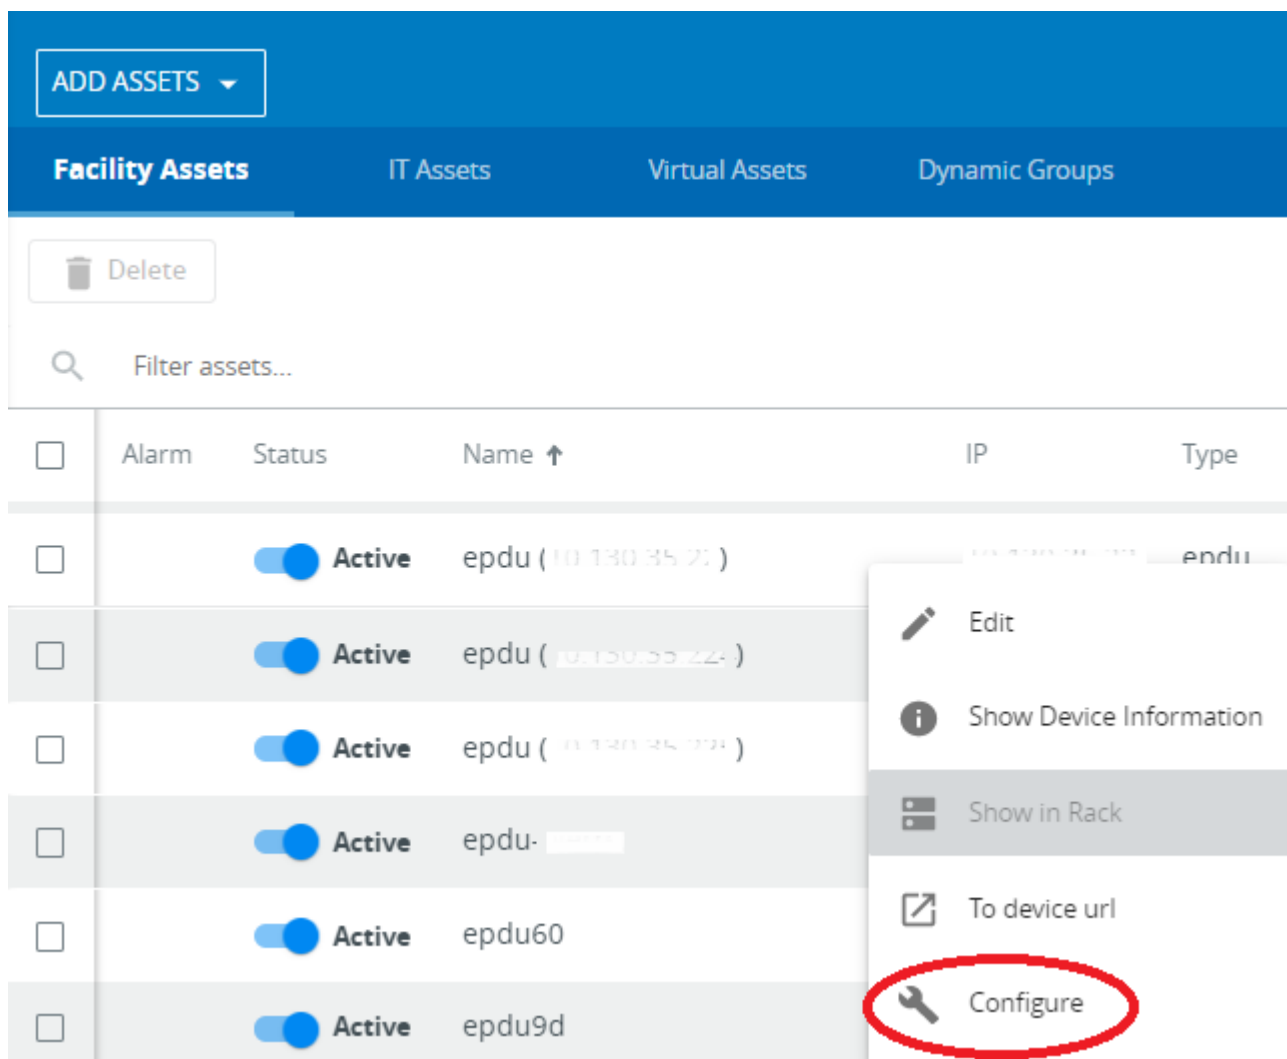 ADD ASSETS
Facility Assets IT Assets Virtual Assets Dynamic Groups
Delete
Filter assets...
Alarm Status Name IP Type
Active epdu ( ) epdu
Active epdu ( )
Active epdu ( )
Active epdu-
Active epdu60
Active epdu9d
Edit
Show Device Information
Show in Rack
To device url
Configure